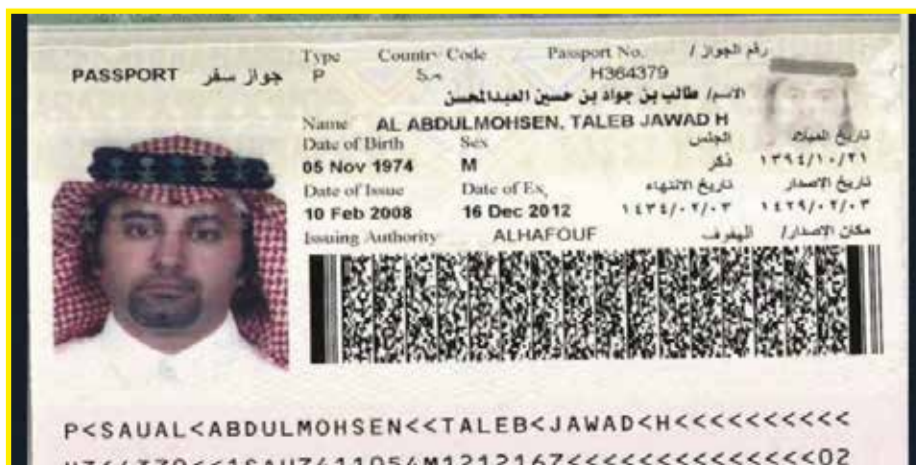 Type Country Code Passport No. رقم الجواز /
PASSPORT جواز سفر P H364379
الاسم/ طالب بن جواد بن حسين العبدالمحسن
Name AL ABDULMOHSEN, TALEB JAWAD H
Date of Birth Sex الجنس تاريخ الميلاد
05 Nov 1974 M ذكر ١٣٩٤/١٠/٢١
Date of Issue Date of Ex. تاريخ الانتهاء تاريخ الاصدار
10 Feb 2008 16 Dec 2012 ١٤٣٤/٠٢/٠٣ ١٤٢٩/٠٢/٠٣
Issuing Authority ALHAFOUF الهفوف مكان الاصدار/
P<SAUAL<ABDULMOHSEN<<TALEB<JAWAD<H<<<<<<<<<<